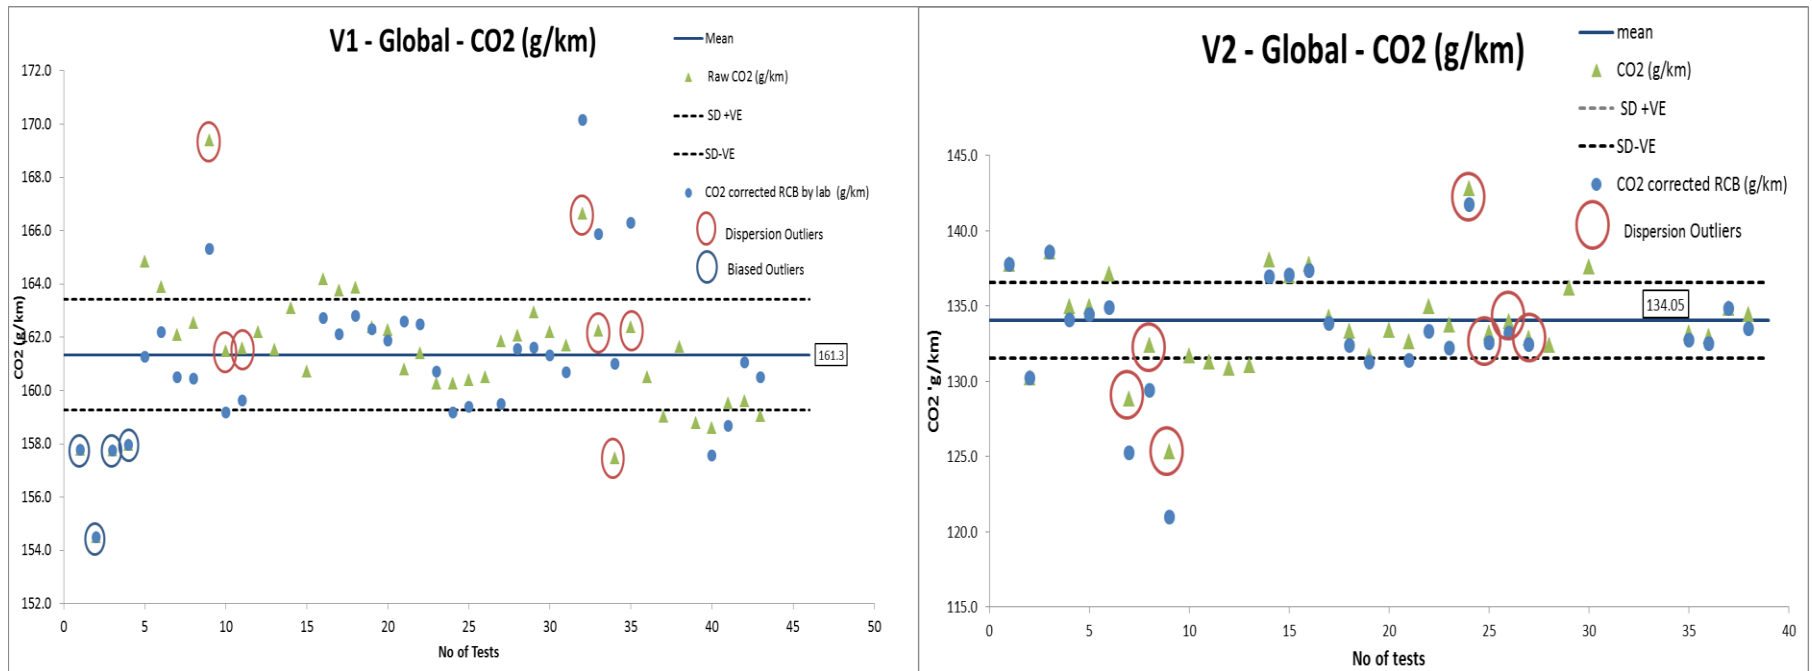 V1 - Global - CO2 (g/km)
Mean
Raw CO2 (g/km)
SD +VE
SD-VE
CO2 corrected RCB by lab (g/km)
Dispersion Outliers
Biased Outliers
172.0
170.0
168.0
166.0
164.0
162.0
160.0
158.0
156.0
154.0
152.0
CO2 (g/km)
161.3
0 5 10 15 20 25 30 35 40 45 50
No of Tests
V2 - Global - CO2 (g/km)
mean
CO2 (g/km)
SD +VE
SD-VE
CO2 corrected RCB (g/km)
Dispersion Outliers
145.0
140.0
135.0
130.0
125.0
120.0
115.0
CO2 'g/km)
134.05
0 5 10 15 20 25 30 35 40
No of tests